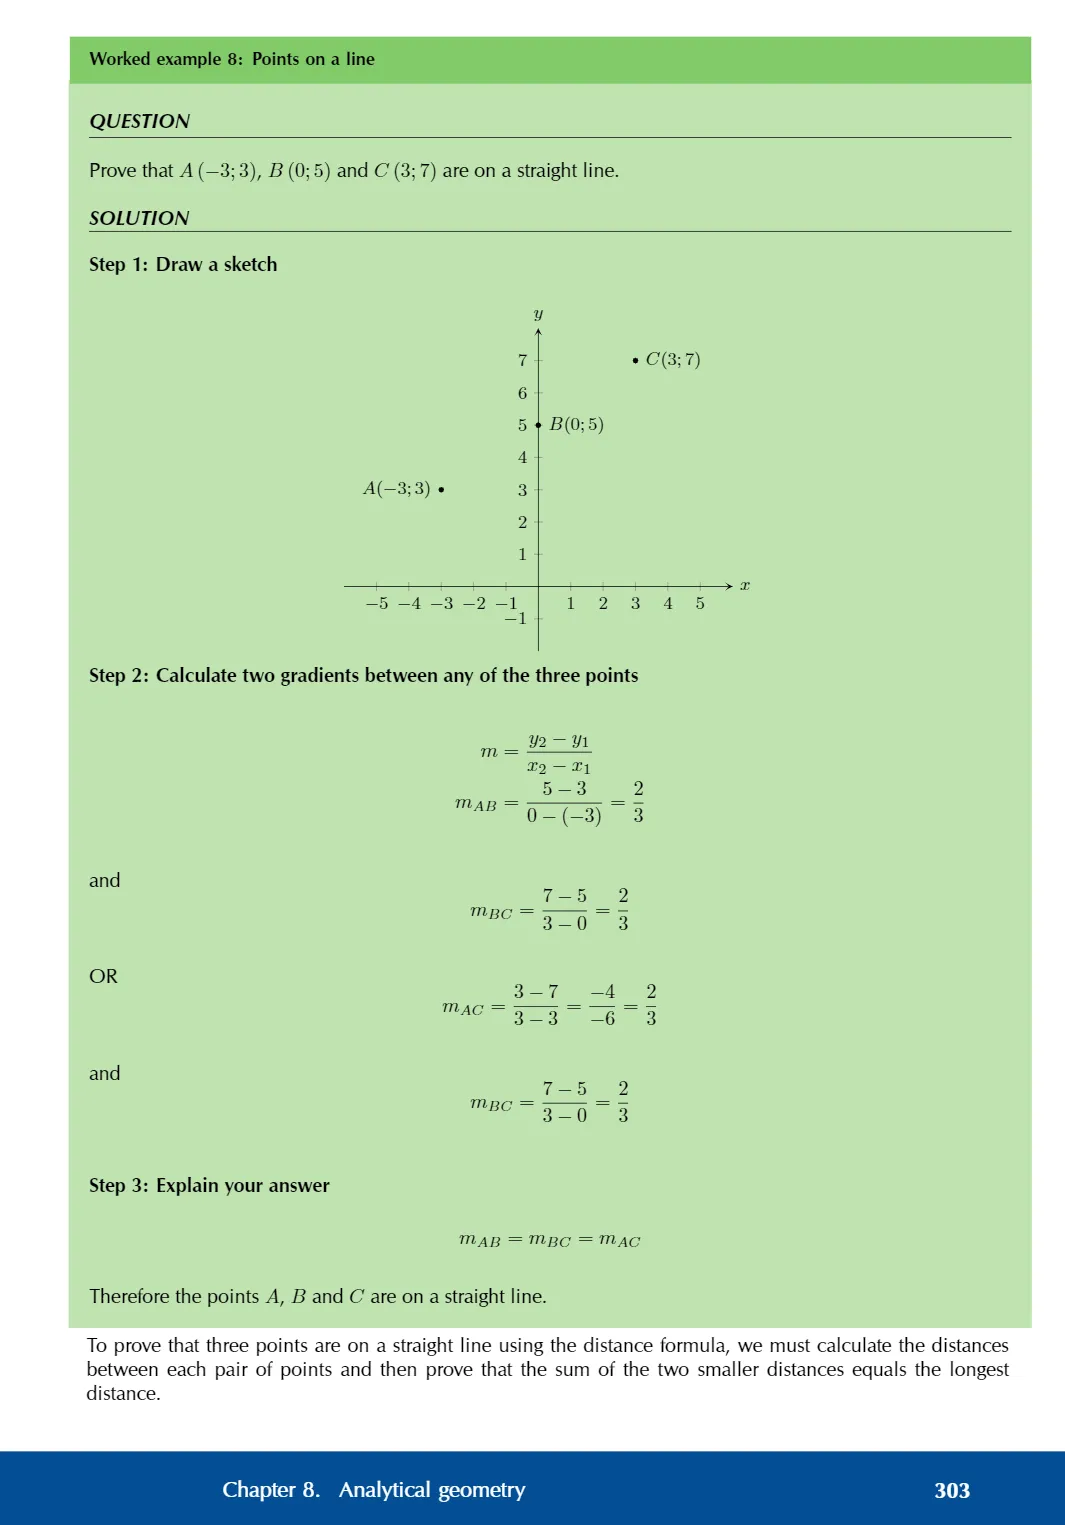 Worked example 8: Points on a line
QUESTION
Prove that A (−3; 3), B (0; 5) and C (3; 7) are on a straight line.
SOLUTION
Step 1: Draw a sketch
y
7
C(3; 7)
6
5
B(0; 5)
4
A(−3; 3)
3
2
1
x
−5 −4 −3 −2 −1 1 2 3 4 5
−1
Step 2: Calculate two gradients between any of the three points
m = \frac{y_2 − y_1}{x_2 − x_1}
m_{AB} = \frac{5 − 3}{0 − (−3)} = \frac{2}{3}
and
m_{BC} = \frac{7 − 5}{3 − 0} = \frac{2}{3}
OR
m_{AC} = \frac{3 − 7}{3 − 3} = \frac{−4}{−6} = \frac{2}{3}
and
m_{BC} = \frac{7 − 5}{3 − 0} = \frac{2}{3}
Step 3: Explain your answer
m_{AB} = m_{BC} = m_{AC}
Therefore the points A, B and C are on a straight line.
To prove that three points are on a straight line using the distance formula, we must calculate the distances
between each pair of points and then prove that the sum of the two smaller distances equals the longest
distance.
Chapter 8. Analytical geometry 303